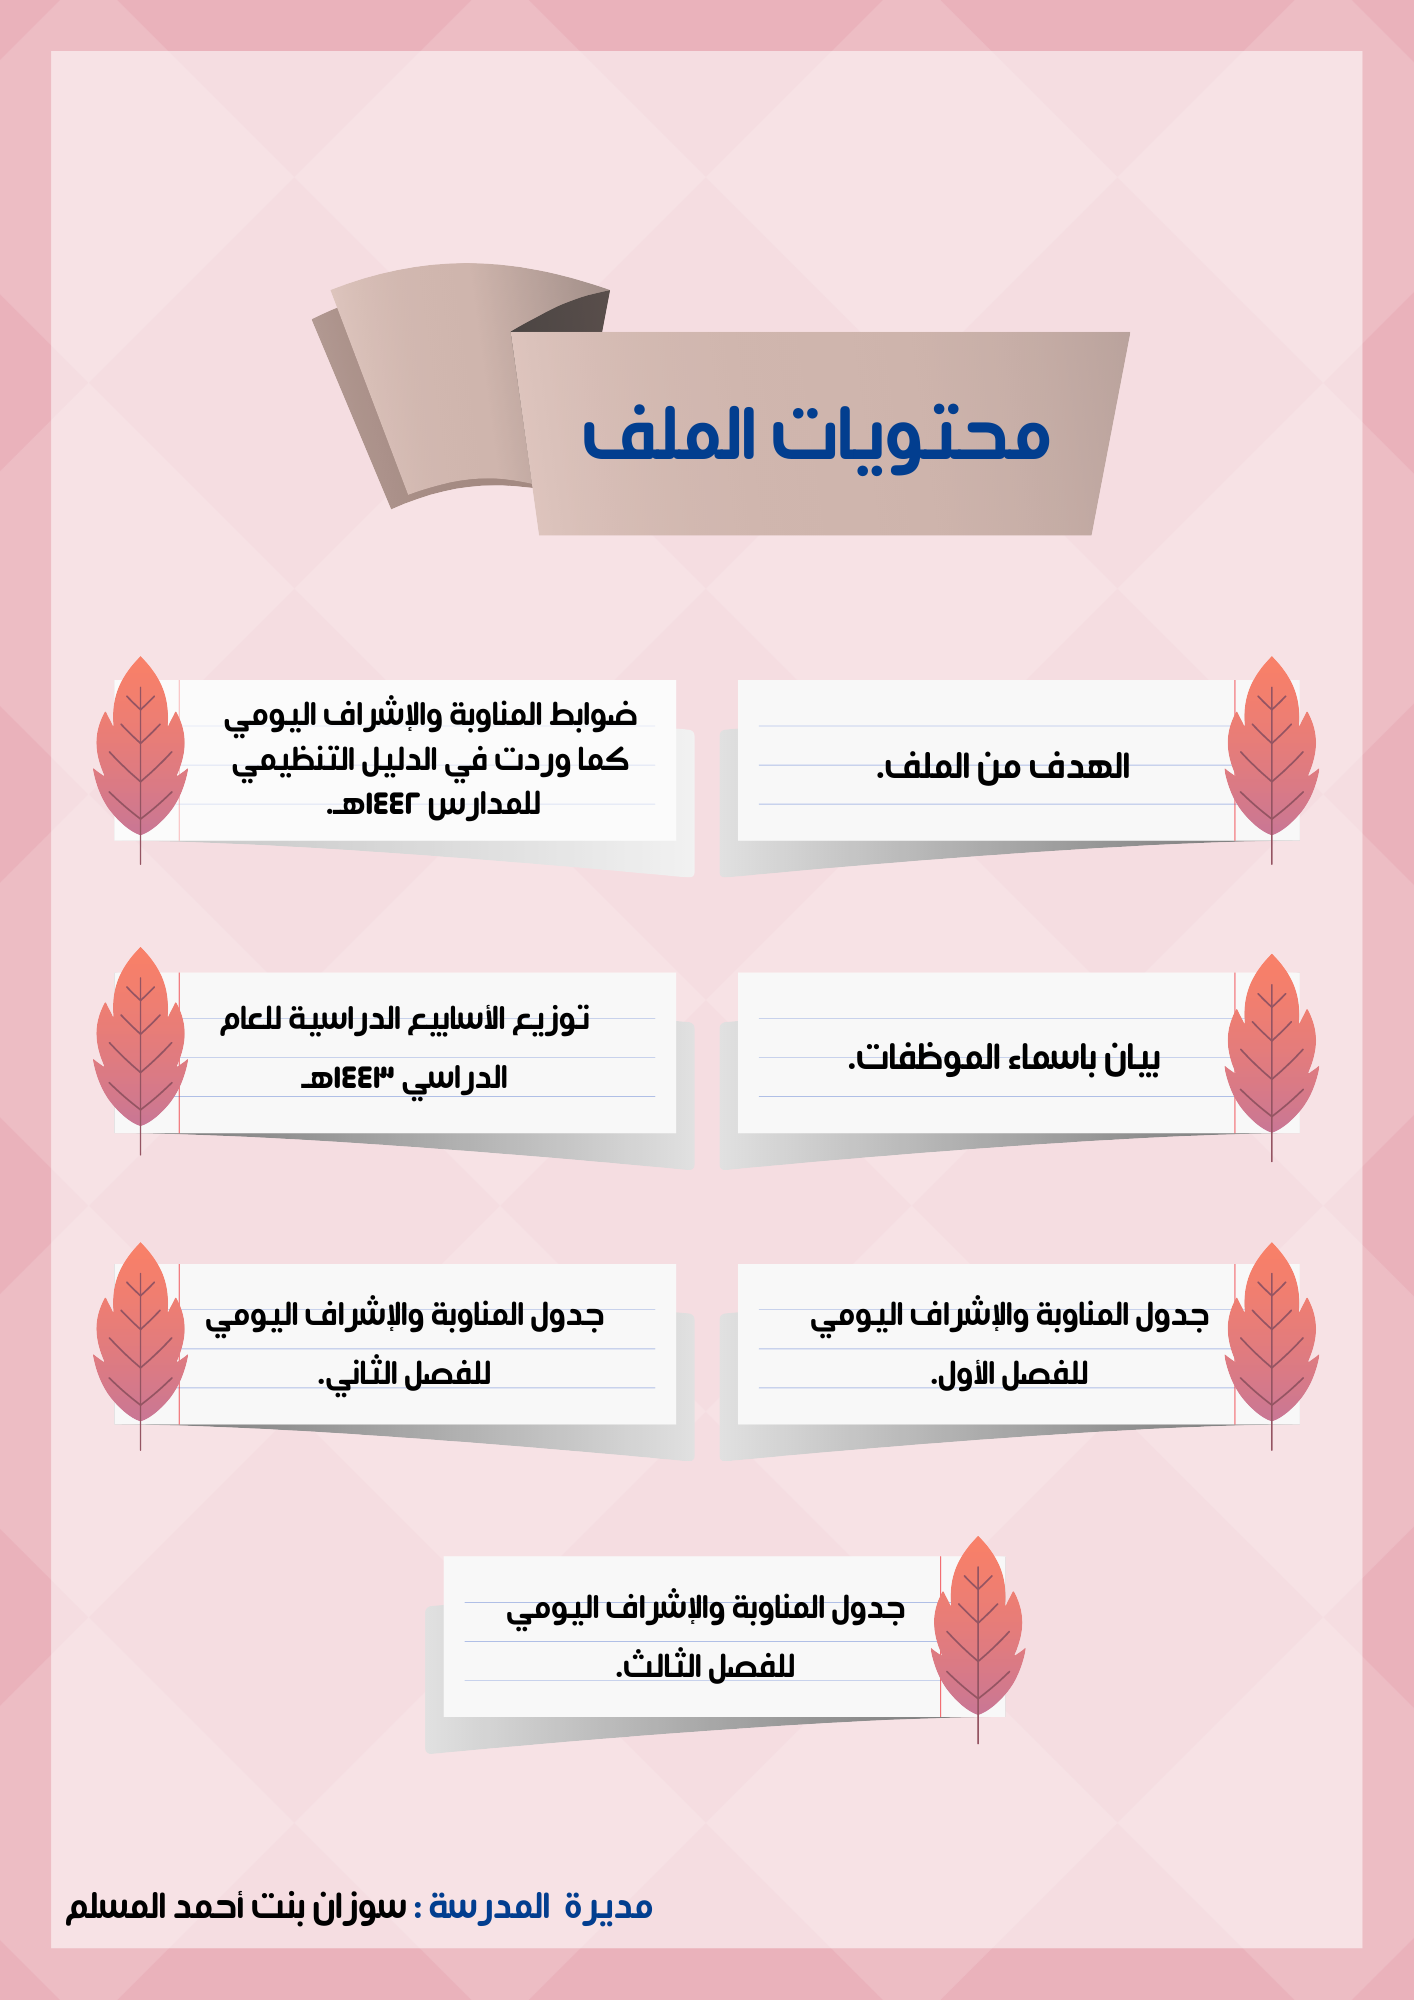 محتويات الملف
الهدف من الملف.
ضوابط المناوبة والإشراف اليومي
كما وردت في الدليل التنظيمي
للمدارس ١٤٤٢هـ.
بيان باسماء الموظفات.
توزيع الأسابيع الدراسية للعام
الدراسي ١٤٤٣هـ
جدول المناوبة والإشراف اليومي
للفصل الأول.
جدول المناوبة والإشراف اليومي
للفصل الثاني.
جدول المناوبة والإشراف اليومي
للفصل الثالث.
مديرة المدرسة : سوزان بنت أحمد المسلم